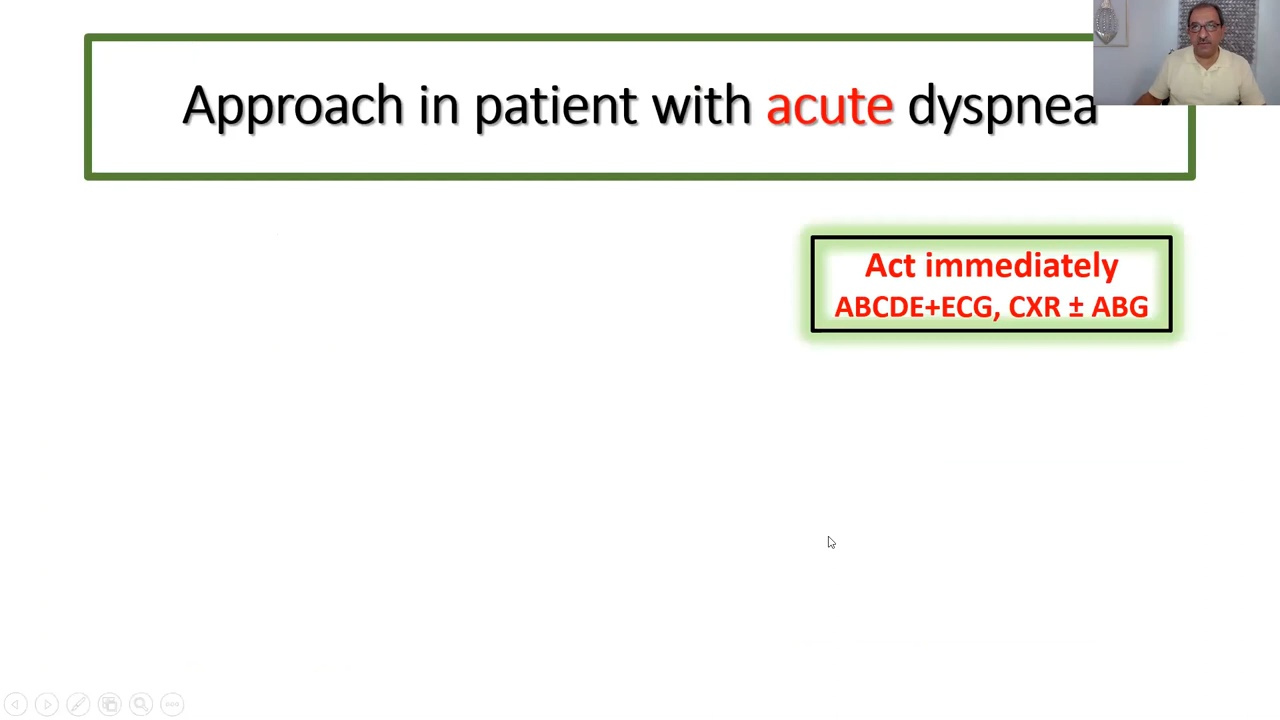 Approach in patient with acute dyspnea
Act immediately
ABCDE+ECG, CXR ± ABG